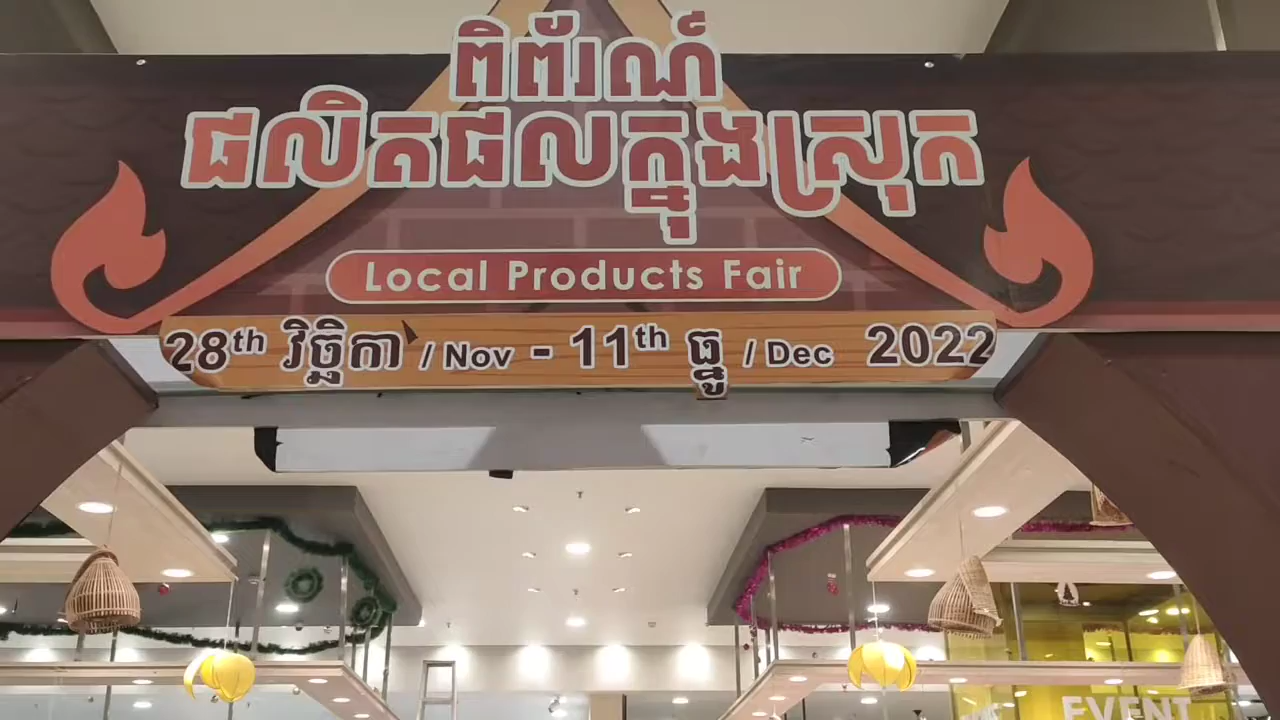 ពិព័រណ៍
ផលិតផលក្នុងស្រុក
Local Products Fair
28th វិច្ឆិកា / Nov - 11th ធ្នូ / Dec 2022
EVENT